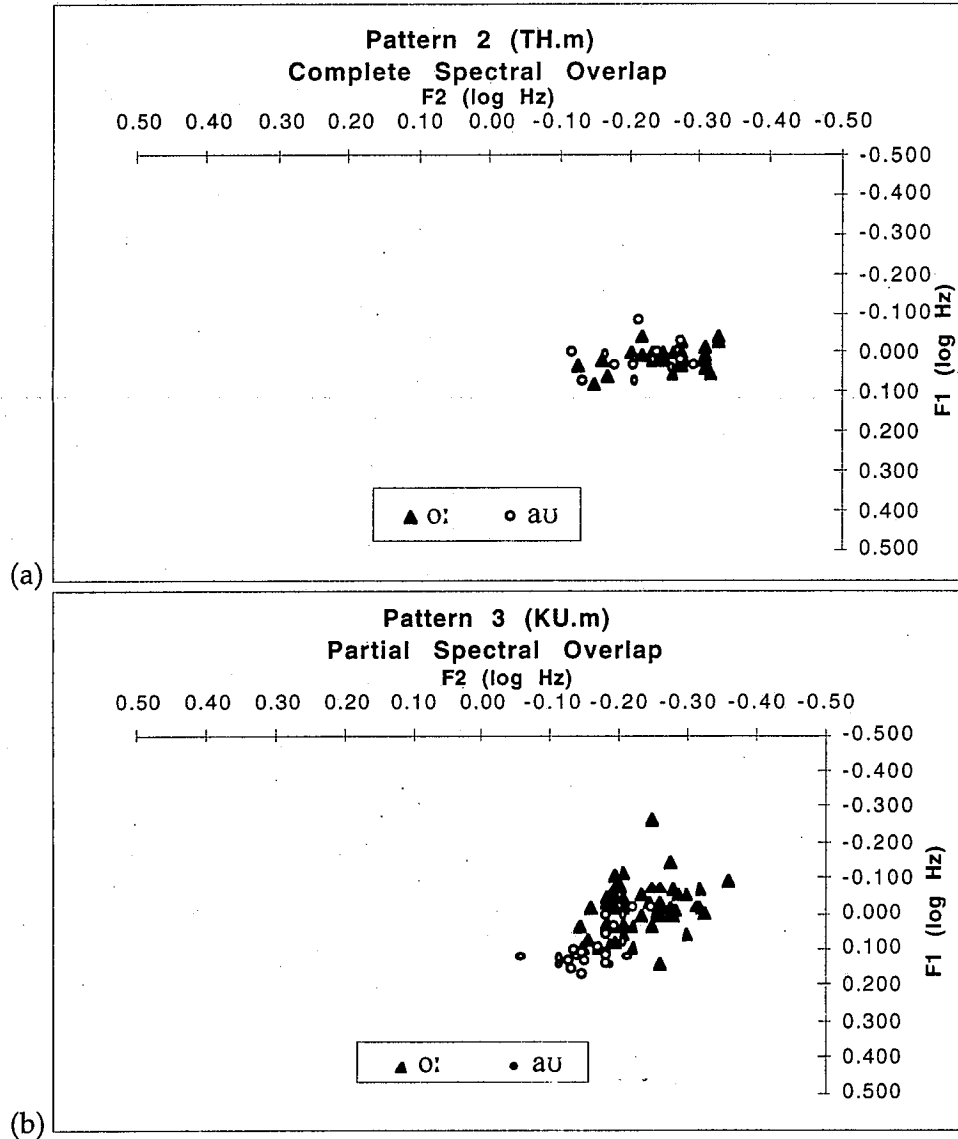 Pattern 2 (TH.m)
Complete Spectral Overlap
F2 (log Hz)
0.50 0.40 0.30 0.20 0.10 0.00 -0.10 -0.20 -0.30 -0.40 -0.50
-0.500
-0.400
-0.300
-0.200
-0.100
0.000
0.100
0.200
0.300
0.400
0.500
F1 (log Hz)
▲ oɪ o aʊ
(a)
Pattern 3 (KU.m)
Partial Spectral Overlap
F2 (log Hz)
0.50 0.40 0.30 0.20 0.10 0.00 -0.10 -0.20 -0.30 -0.40 -0.50
-0.500
-0.400
-0.300
-0.200
-0.100
0.000
0.100
0.200
0.300
0.400
0.500
F1 (log Hz)
▲ oɪ • aʊ
(b)